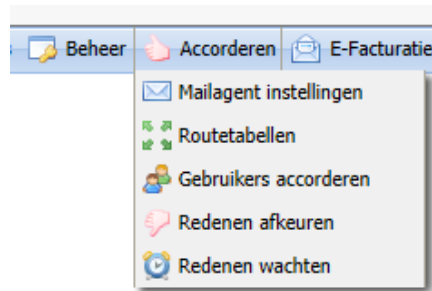 Beheer Accorderen E-Facturatie
Mailagent instellingen
Routetabellen
Gebruikers accorderen
Redenen afkeuren
Redenen wachten